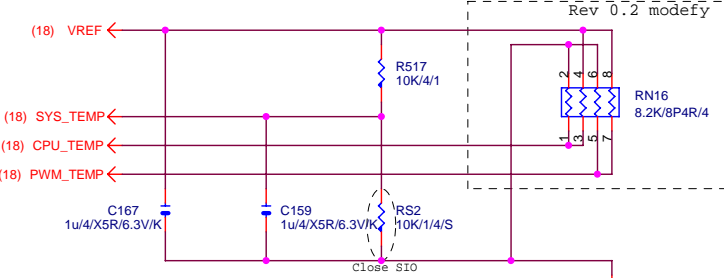 Rev 0.2 modefy
(18) VREF
R517
10K/4/1
2 4 6 8
RN16
8.2K/8P4R/4
(18) SYS_TEMP
1 3 5 7
(18) CPU_TEMP
(18) PWM_TEMP
C167
1u/4/X5R/6.3V/K
C159
1u/4/X5R/6.3V/K
RS2
10K/1/4/S
Close SIO